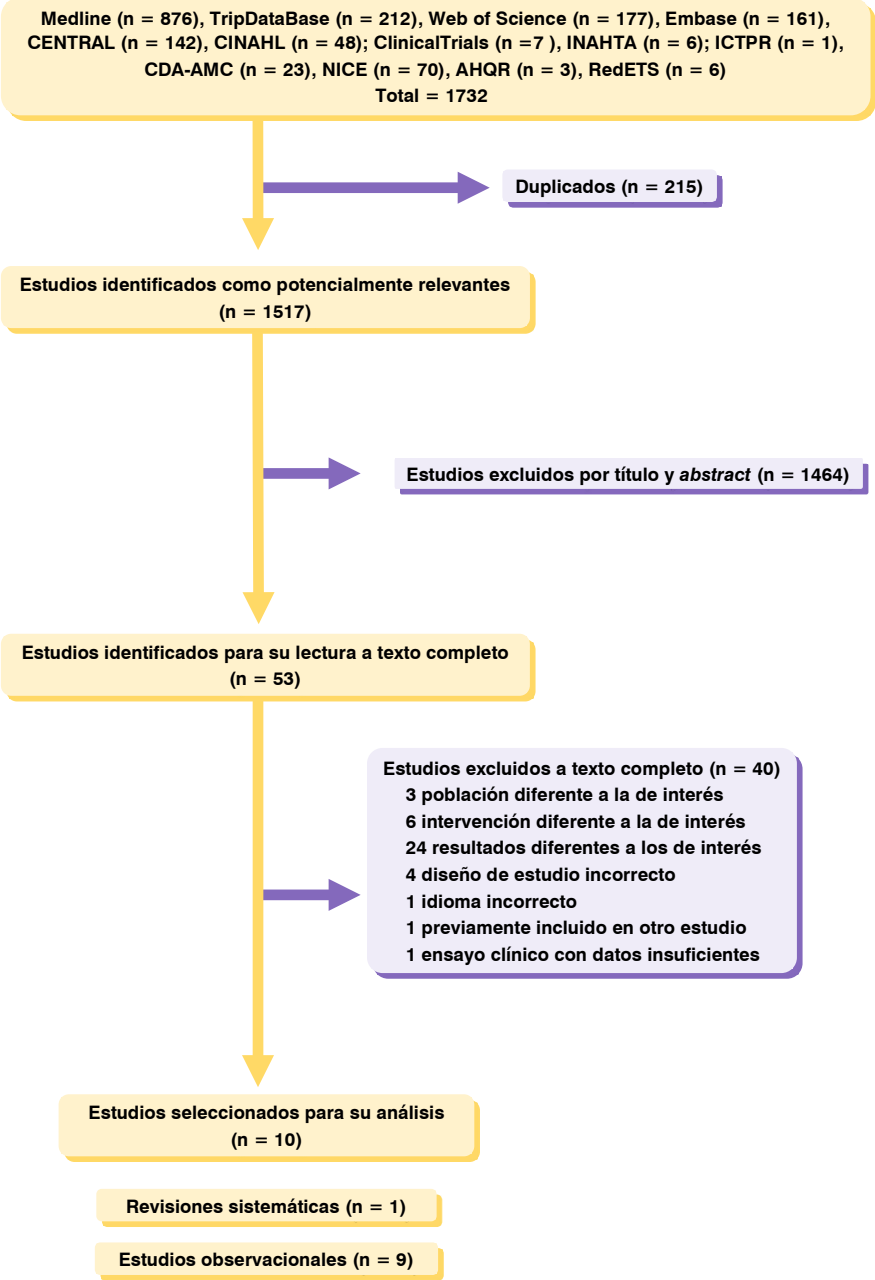 Medline (n = 876), TripDataBase (n = 212), Web of Science (n = 177), Embase (n = 161),
CENTRAL (n = 142), CINAHL (n = 48); ClinicalTrials (n =7 ), INAHTA (n = 6); ICTPR (n = 1),
CDA-AMC (n = 23), NICE (n = 70), AHQR (n = 3), RedETS (n = 6)
Total = 1732
Duplicados (n = 215)
Estudios identificados como potencialmente relevantes
(n = 1517)
Estudios excluidos por título y abstract (n = 1464)
Estudios identificados para su lectura a texto completo
(n = 53)
Estudios excluidos a texto completo (n = 40)
3 población diferente a la de interés
6 intervención diferente a la de interés
24 resultados diferentes a los de interés
4 diseño de estudio incorrecto
1 idioma incorrecto
1 previamente incluido en otro estudio
1 ensayo clínico con datos insuficientes
Estudios seleccionados para su análisis
(n = 10)
Revisiones sistemáticas (n = 1)
Estudios observacionales (n = 9)